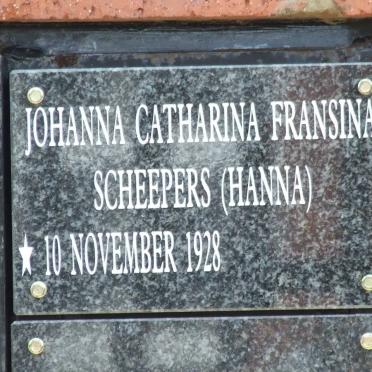 JOHANNA CATHARINA FRANSINA
SCHEEPERS (HANNA)
★ 10 NOVEMBER 1928